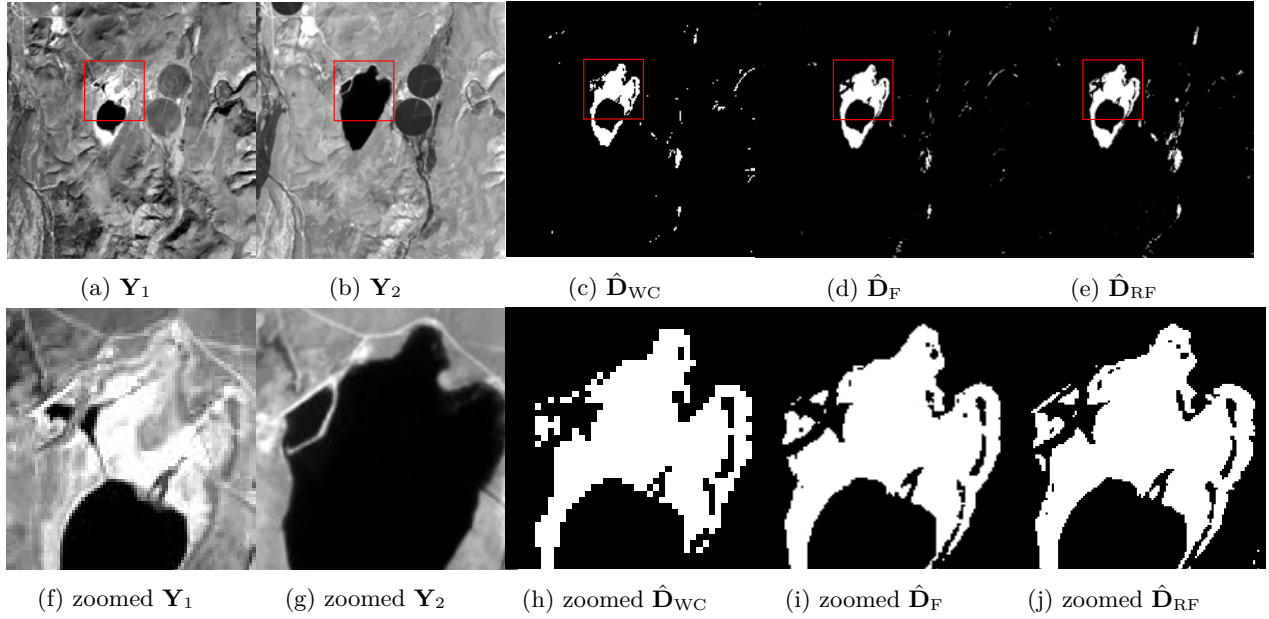 (a) Y₁ (b) Y₂ (c) D̂_WC (d) D̂_F (e) D̂_RF
(f) zoomed Y₁ (g) zoomed Y₂ (h) zoomed D̂_WC (i) zoomed D̂_F (j) zoomed D̂_RF